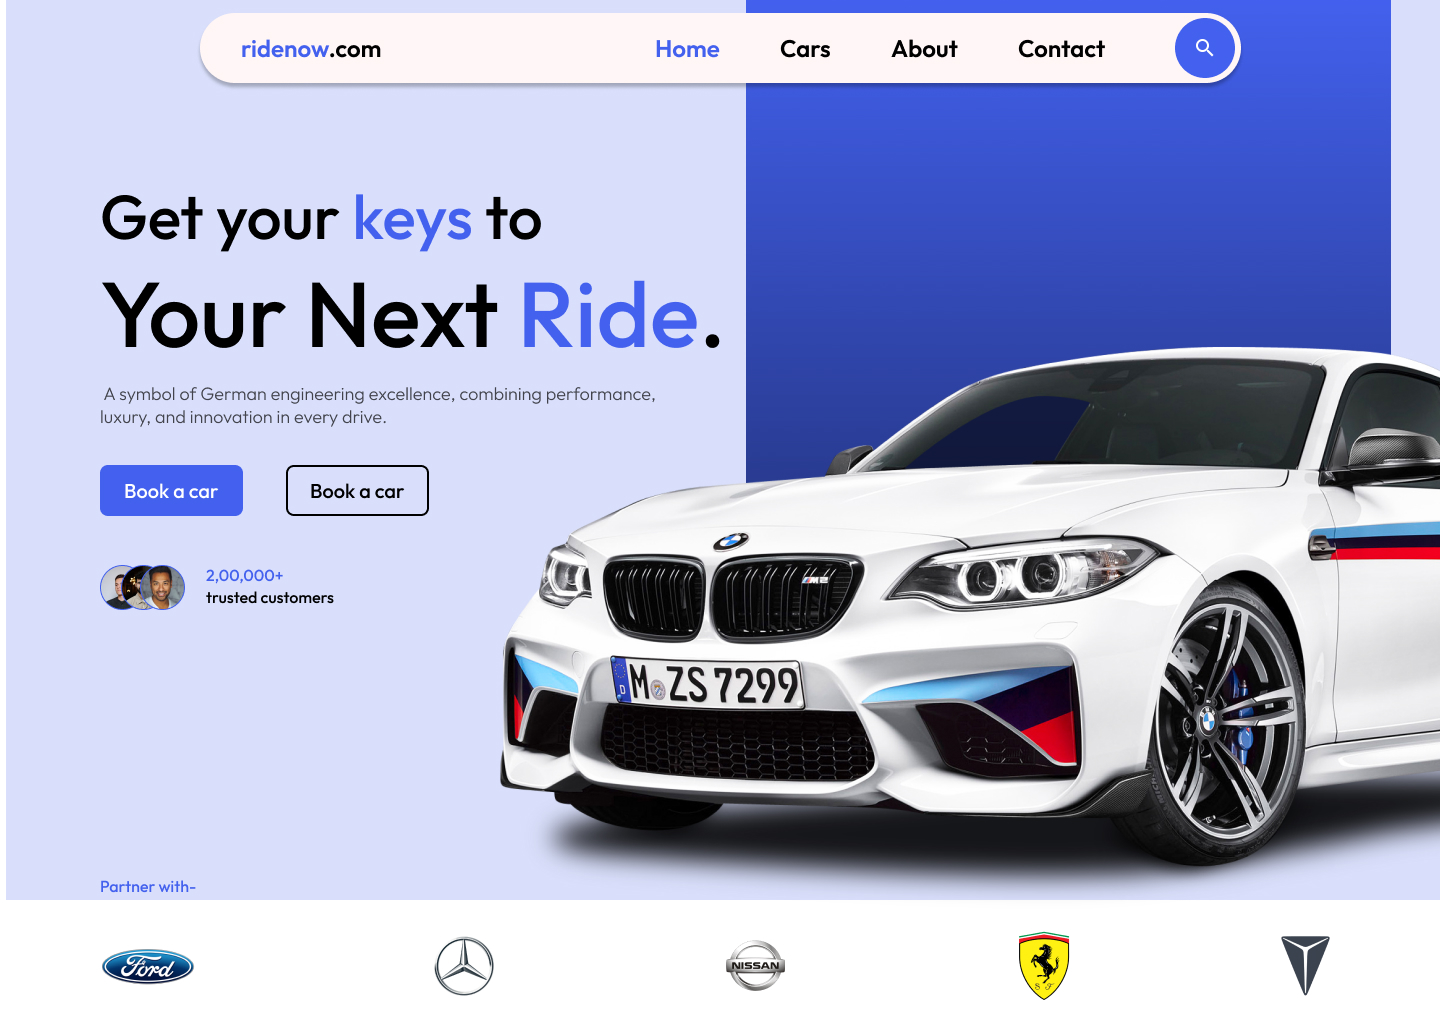 ridenow.com
Home
Cars
About
Contact
Get your keys to
Your Next Ride.
A symbol of German engineering excellence, combining performance,
luxury, and innovation in every drive.
Book a car
Book a car
2,00,000+
trusted customers
M2
D
M ZS 7299
Partner with-
Ford
NISSAN
S F